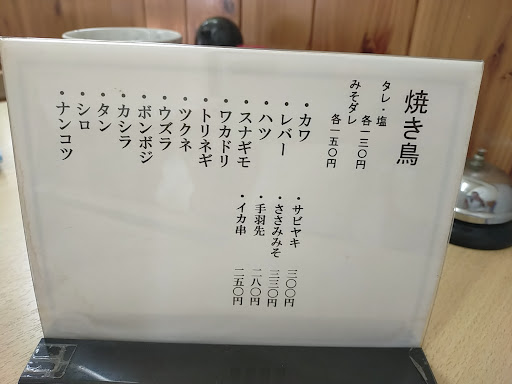 焼き鳥
タレ・塩 各一三〇円
みそダレ 各一五〇円
・カワ
・レバー
・ハツ
・スナギモ
・ワカドリ
・トリネギ
・ツクネ
・ウズラ
・ボンボジ
・カシラ
・タン
・シロ
・ナンコツ
・サビヤキ 三〇〇円
・ささみみそ 三三〇円
・手羽先 二八〇円
・イカ串 二五〇円